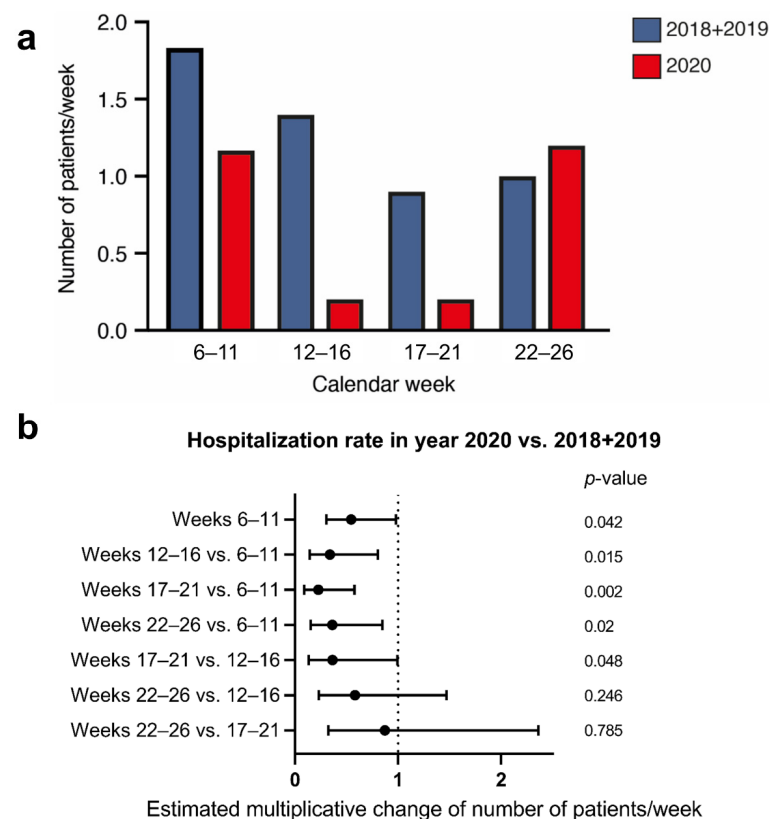 a
2018+2019
2020
Number of patients/week
2.0
1.5
1.0
0.5
0.0
6–11 12–16 17–21 22–26
Calendar week
b
Hospitalization rate in year 2020 vs. 2018+2019
p-value
Weeks 6–11 0.042
Weeks 12–16 vs. 6–11 0.015
Weeks 17–21 vs. 6–11 0.002
Weeks 22–26 vs. 6–11 0.02
Weeks 17–21 vs. 12–16 0.048
Weeks 22–26 vs. 12–16 0.246
Weeks 22–26 vs. 17–21 0.785
0 1 2
Estimated multiplicative change of number of patients/week